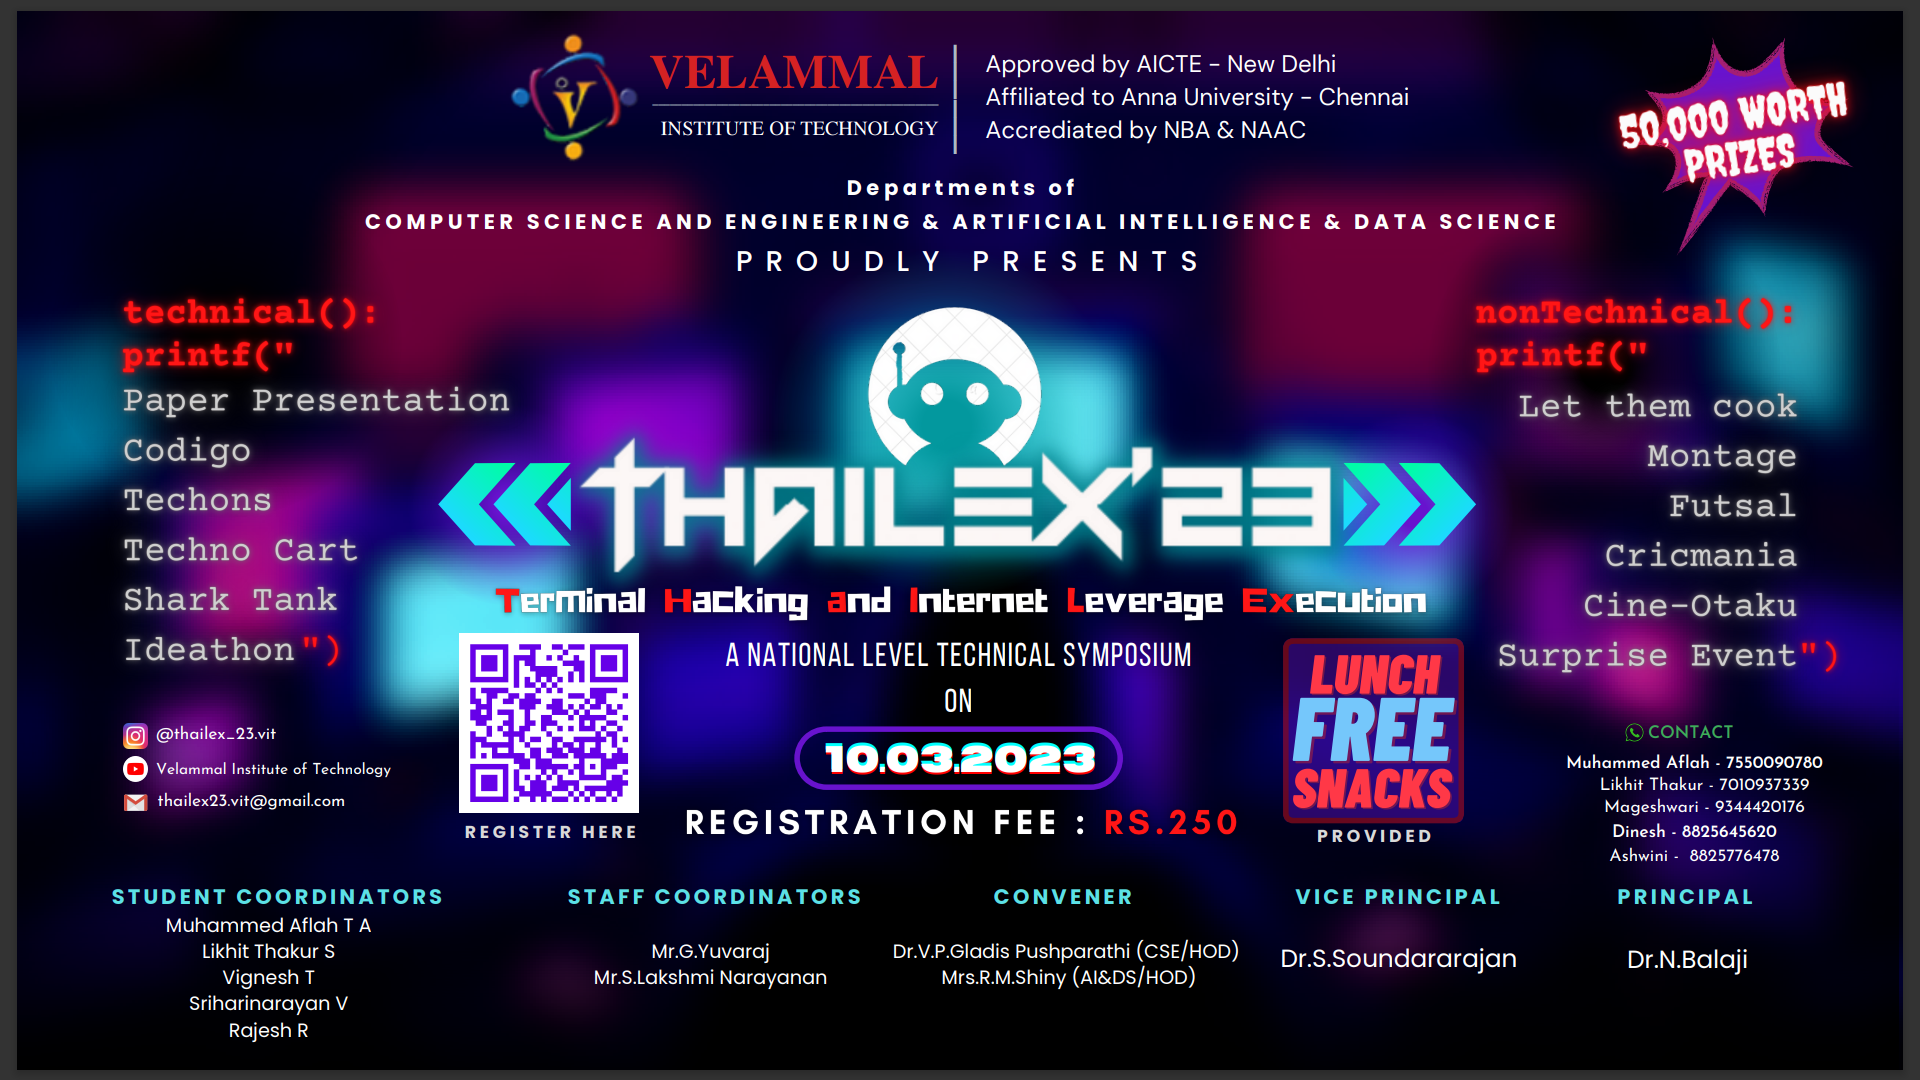 VELAMMAL
INSTITUTE OF TECHNOLOGY
Approved by AICTE - New Delhi
Affiliated to Anna University - Chennai
Accrediated by NBA & NAAC
50,000 WORTH
PRIZES
Departments of
COMPUTER SCIENCE AND ENGINEERING & ARTIFICIAL INTELLIGENCE & DATA SCIENCE
PROUDLY PRESENTS
technical():
printf("
Paper Presentation
Codigo
Techons
Techno Cart
Shark Tank
Ideathon")
nonTechnical():
printf("
Let them cook
Montage
Futsal
Cricmania
Cine-Otaku
Surprise Event")
THAILEX'23
Terminal Hacking and Internet Leverage Execution
A NATIONAL LEVEL TECHNICAL SYMPOSIUM
ON
10.03.2023
REGISTRATION FEE : RS.250
REGISTER HERE
LUNCH
FREE
SNACKS
PROVIDED
@thailex_23.vit
Velammal Institute of Technology
thailex23.vit@gmail.com
CONTACT
Muhammed Aflah - 7550090780
Likhit Thakur - 7010937339
Mageshwari - 9344420176
Dinesh - 8825645620
Ashwini - 8825776478
STUDENT COORDINATORS
Muhammed Aflah T A
Likhit Thakur S
Vignesh T
Sriharinarayan V
Rajesh R
STAFF COORDINATORS
Mr.G.Yuvaraj
Mr.S.Lakshmi Narayanan
CONVENER
Dr.V.P.Gladis Pushparathi (CSE/HOD)
Mrs.R.M.Shiny (AI&DS/HOD)
VICE PRINCIPAL
Dr.S.Soundararajan
PRINCIPAL
Dr.N.Balaji